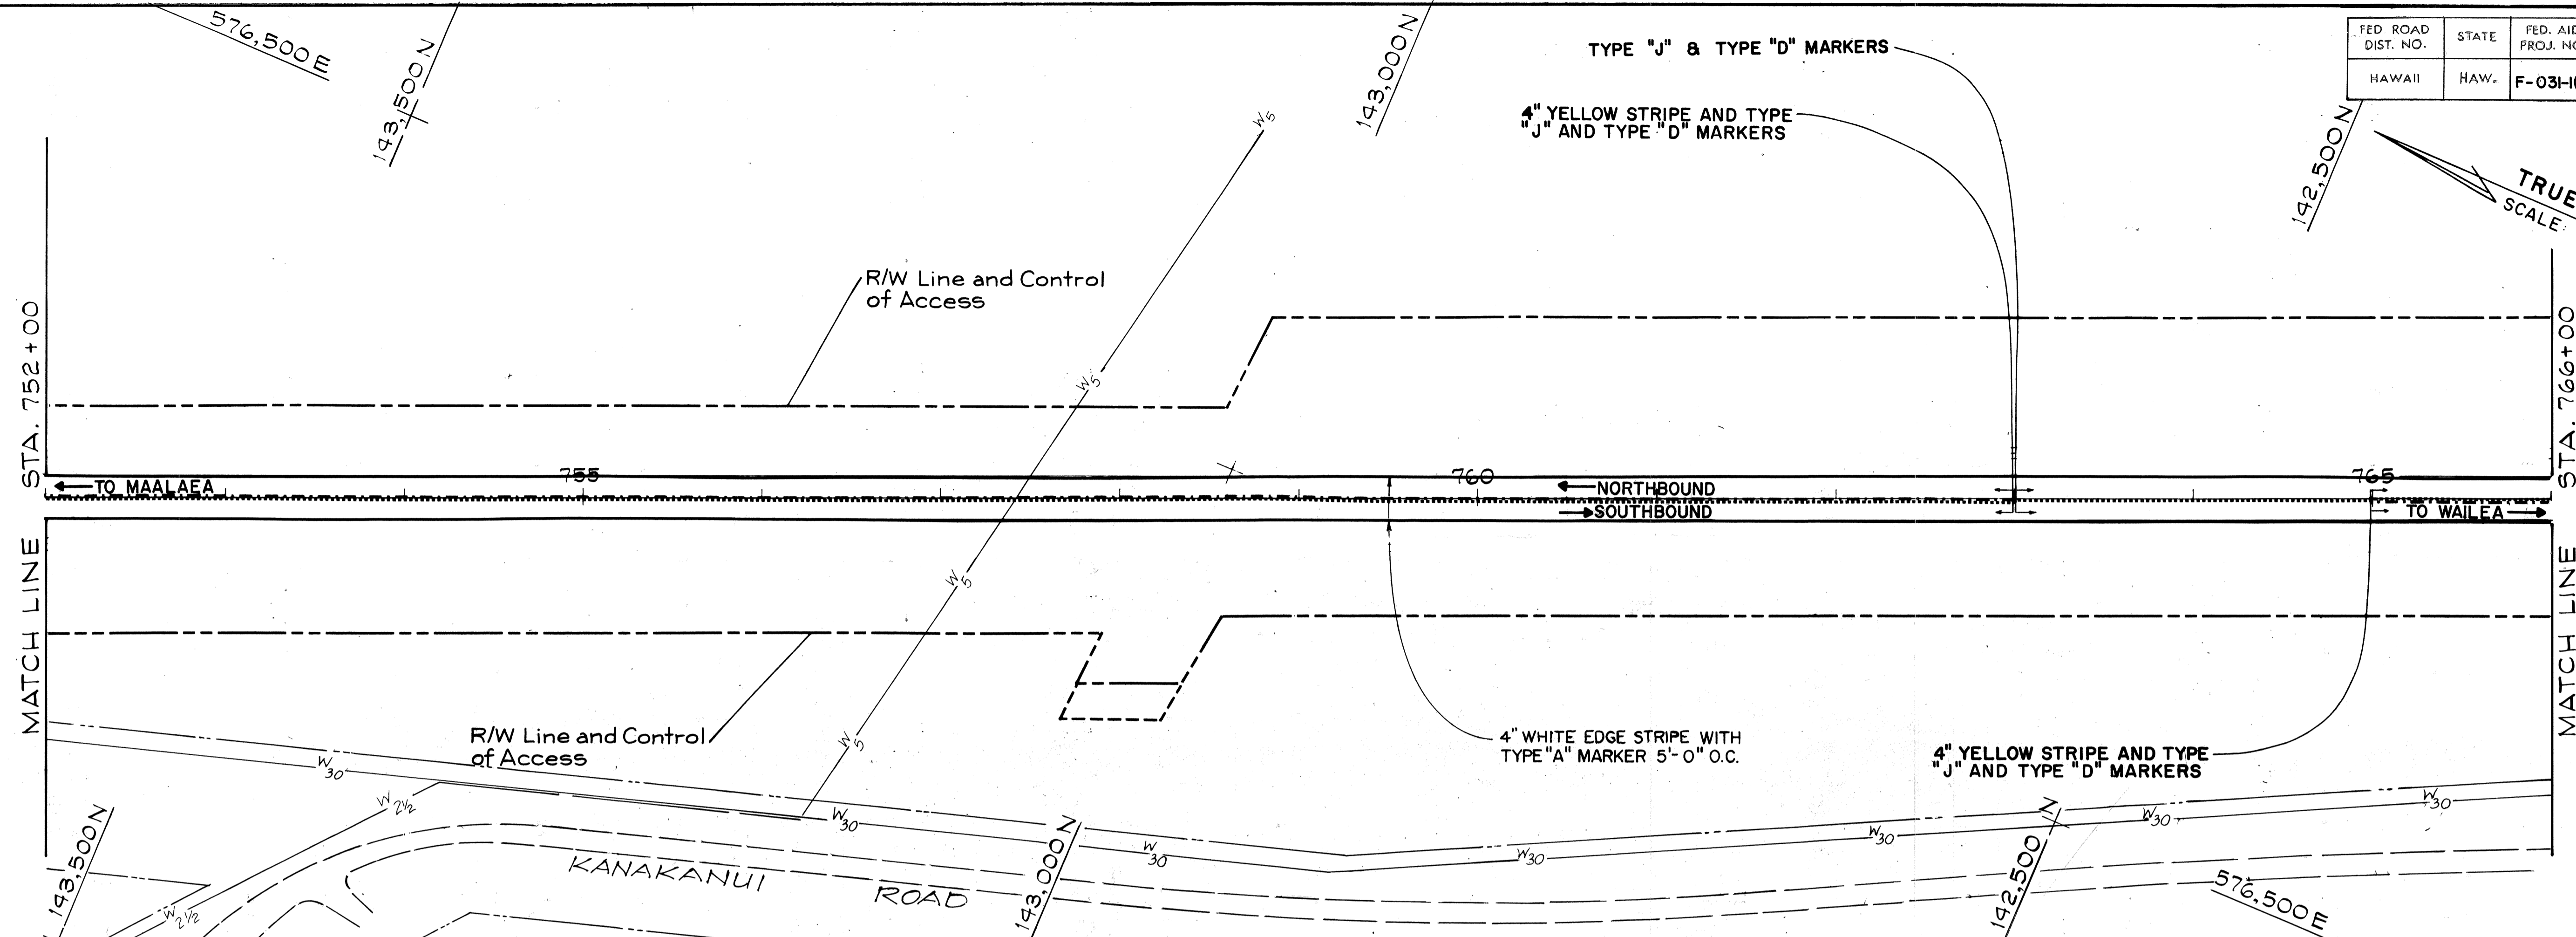 576,500 E
143,500 N
143,000 N
TYPE "J" & TYPE "D" MARKERS
4" YELLOW STRIPE AND TYPE
"J" AND TYPE "D" MARKERS
FED ROAD
DIST. NO.
STATE
FED. AID
PROJ. NO
HAWAII
HAW.
F-031-1(
142,500 N
TRUE
SCALE:
W5
R/W Line and Control
of Access
W5
STA. 752+00
STA. 766+00
755
760
765
TO MAALAEA
NORTHBOUND
SOUTHBOUND
TO WAILEA
MATCH LINE
MATCH LINE
W5
W5
R/W Line and Control
of Access
4" WHITE EDGE STRIPE WITH
TYPE "A" MARKER 5'-0" O.C.
4" YELLOW STRIPE AND TYPE
"J" AND TYPE "D" MARKERS
W30
W2½
W30
W30
W30
W30
W30
W30
143,500 N
143,000 N
142,500 N
KANAKANUI ROAD
W2½
576,500 E